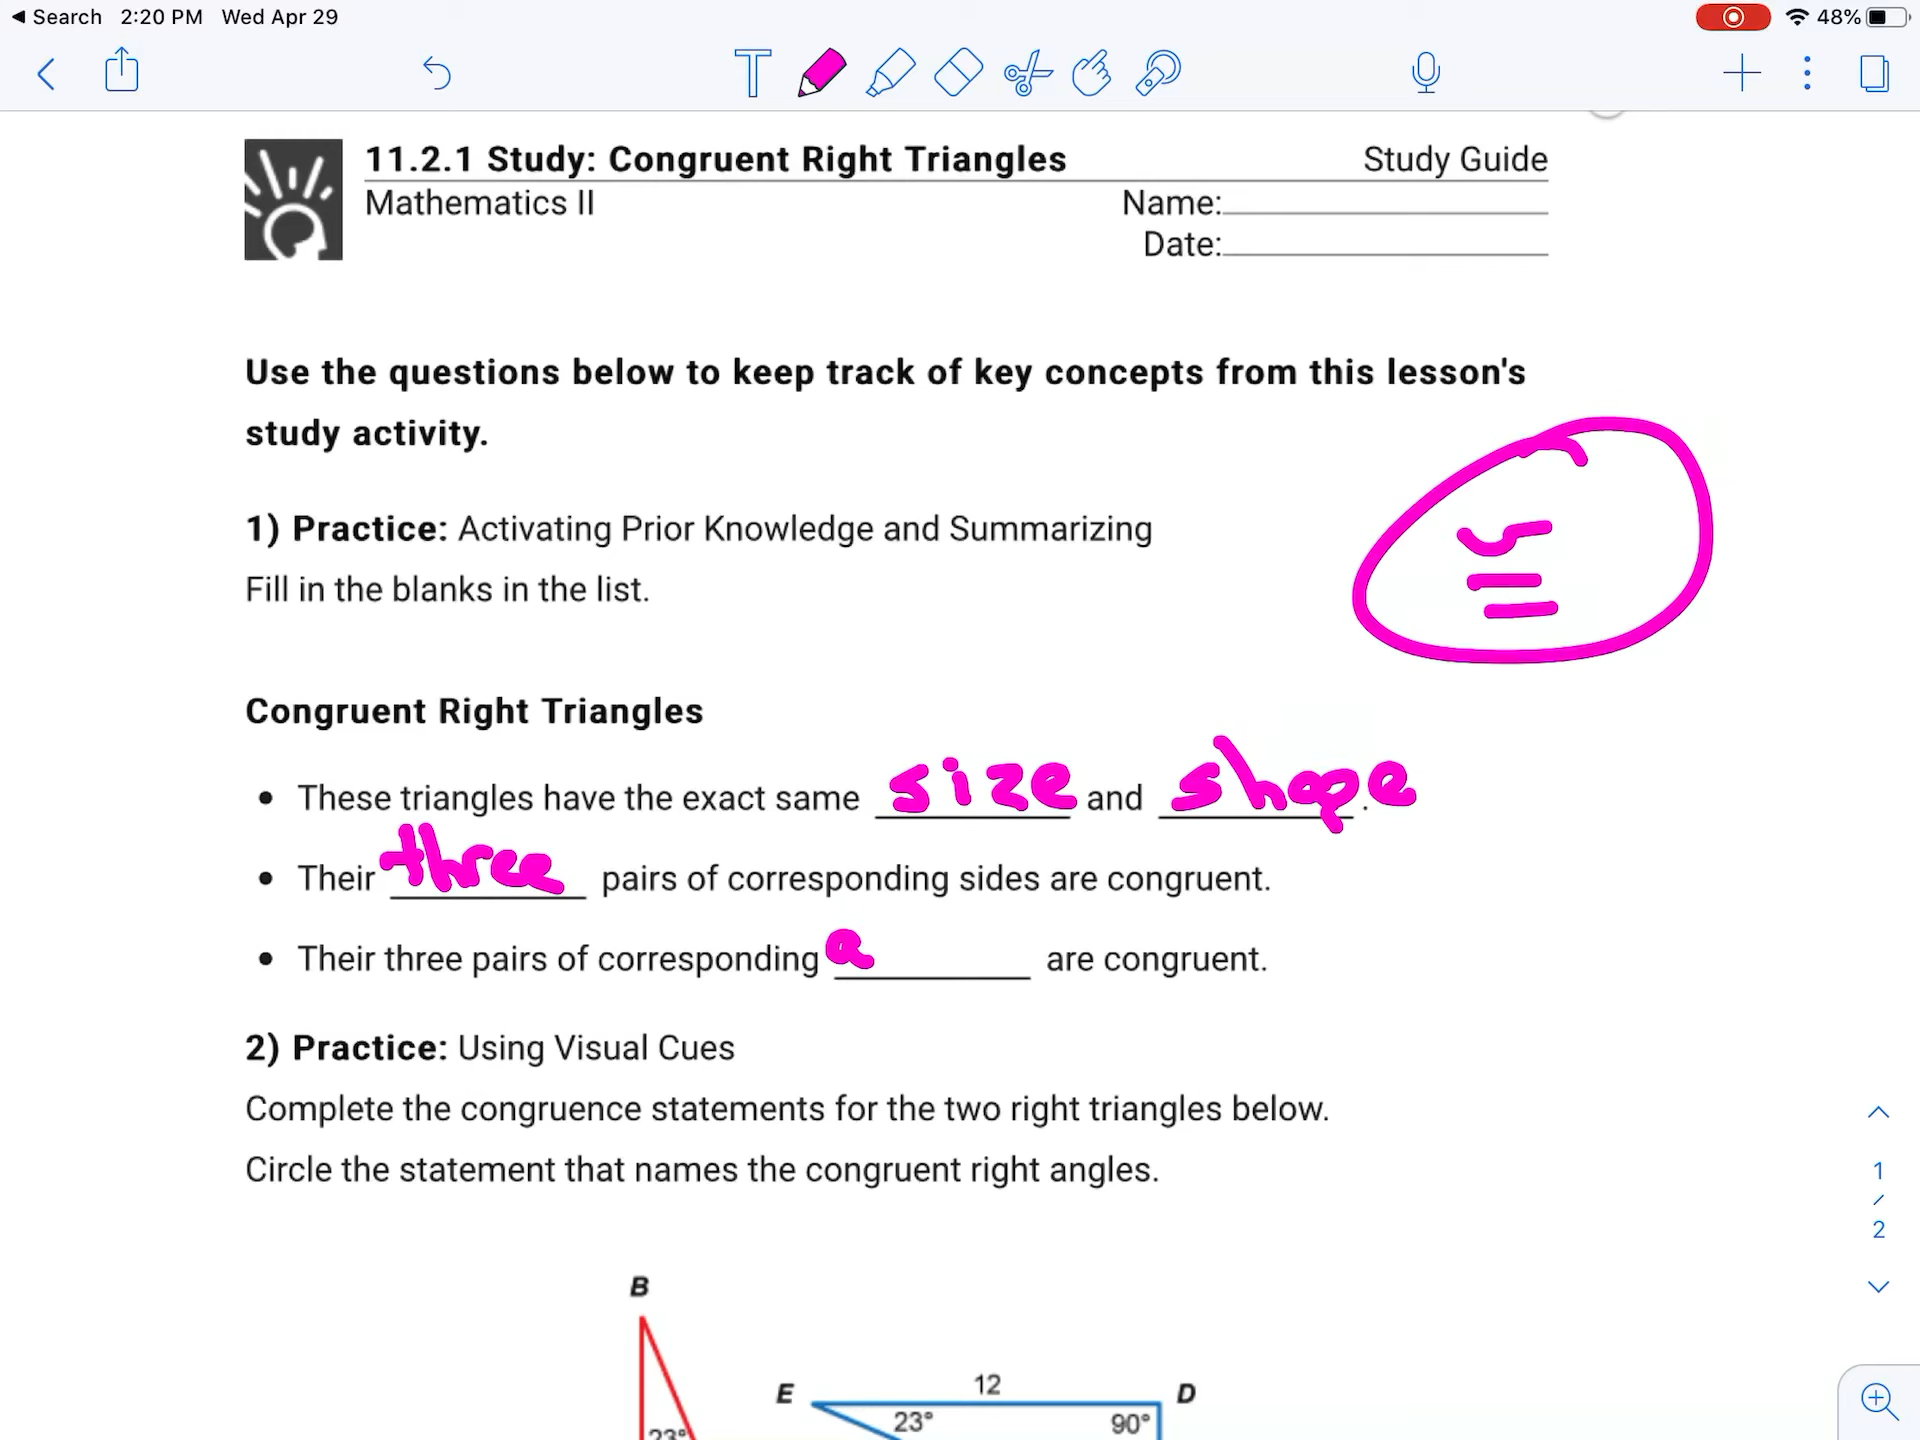 Search 2:20 PM Wed Apr 29 48%
T
11.2.1 Study: Congruent Right Triangles Study Guide
Mathematics II Name:
Date:
Use the questions below to keep track of key concepts from this lesson's
study activity.
1) Practice: Activating Prior Knowledge and Summarizing
Fill in the blanks in the list.
≅
Congruent Right Triangles
• These triangles have the exact same size and shape.
• Their three pairs of corresponding sides are congruent.
• Their three pairs of corresponding a are congruent.
2) Practice: Using Visual Cues
Complete the congruence statements for the two right triangles below.
Circle the statement that names the congruent right angles.
1
/
2
B
E 12 D
23° 23° 90°